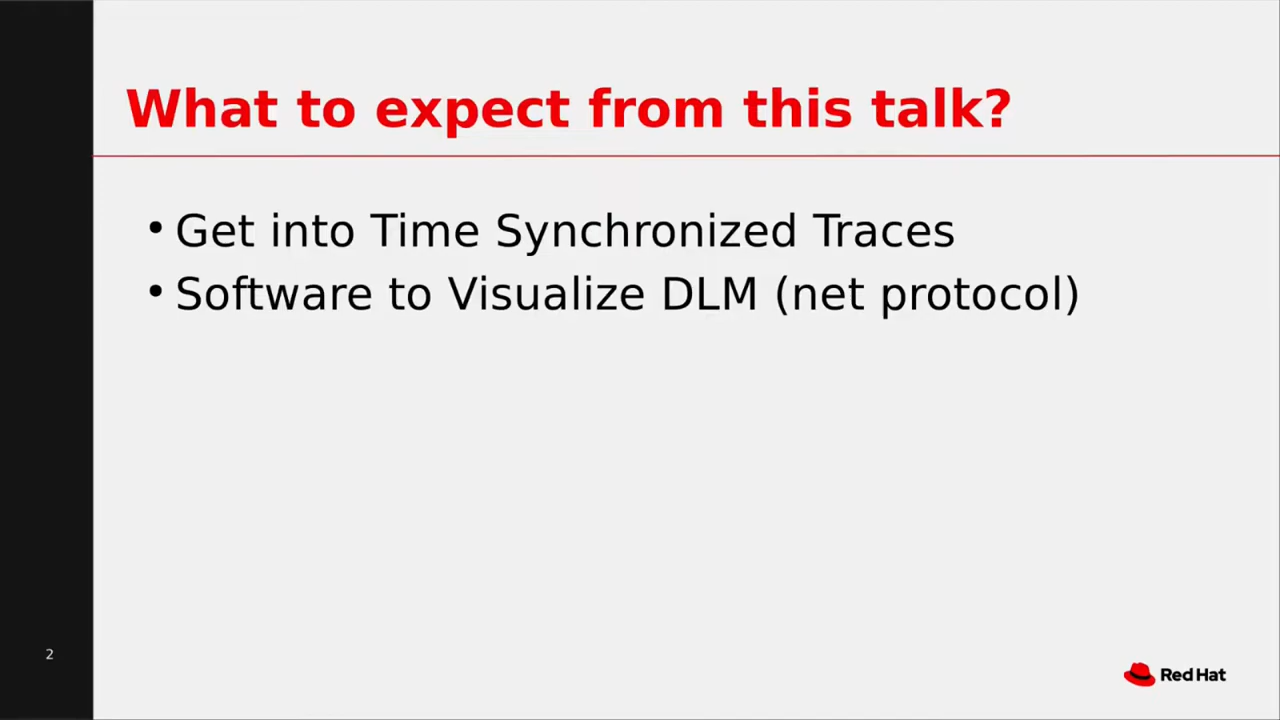 What to expect from this talk?
• Get into Time Synchronized Traces
• Software to Visualize DLM (net protocol)
2
Red Hat